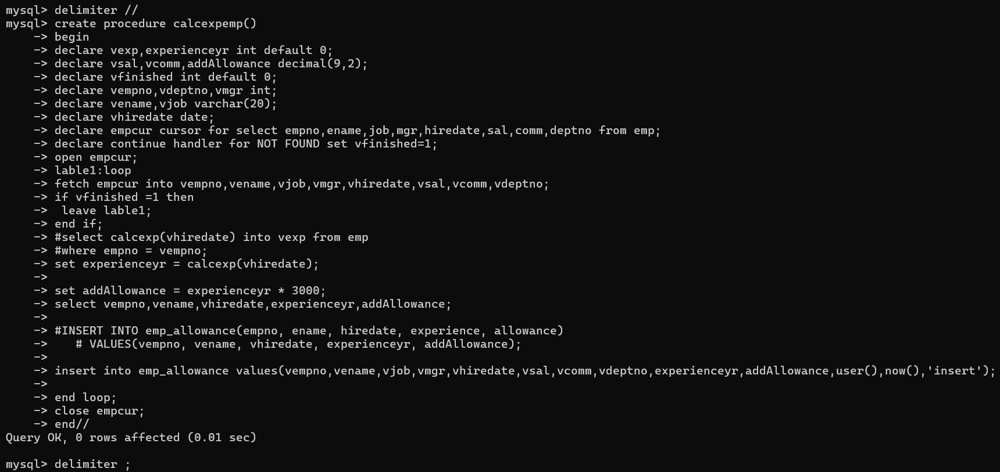 mysql> delimiter //
mysql> create procedure calcexpemp()
    -> begin
    -> declare vexp,experienceyr int default 0;
    -> declare vsal,vcomm,addAllowance decimal(9,2);
    -> declare vfinished int default 0;
    -> declare vempno,vdeptno,vmgr int;
    -> declare vename,vjob varchar(20);
    -> declare vhiredate date;
    -> declare empcur cursor for select empno,ename,job,mgr,hiredate,sal,comm,deptno from emp;
    -> declare continue handler for NOT FOUND set vfinished=1;
    -> open empcur;
    -> lable1:loop
    -> fetch empcur into vempno,vename,vjob,vmgr,vhiredate,vsal,vcomm,vdeptno;
    -> if vfinished =1 then
    ->  leave lable1;
    -> end if;
    -> #select calcexp(vhiredate) into vexp from emp
    -> #where empno = vempno;
    -> set experienceyr = calcexp(vhiredate);
    ->
    -> set addAllowance = experienceyr * 3000;
    -> select vempno,vename,vhiredate,experienceyr,addAllowance;
    ->
    -> #INSERT INTO emp_allowance(empno, ename, hiredate, experience, allowance)
    ->    # VALUES(vempno, vename, vhiredate, experienceyr, addAllowance);
    ->
    -> insert into emp_allowance values(vempno,vename,vjob,vmgr,vhiredate,vsal,vcomm,vdeptno,experienceyr,addAllowance,user(),now(),'insert');
    ->
    -> end loop;
    -> close empcur;
    -> end//
Query OK, 0 rows affected (0.01 sec)
mysql> delimiter ;